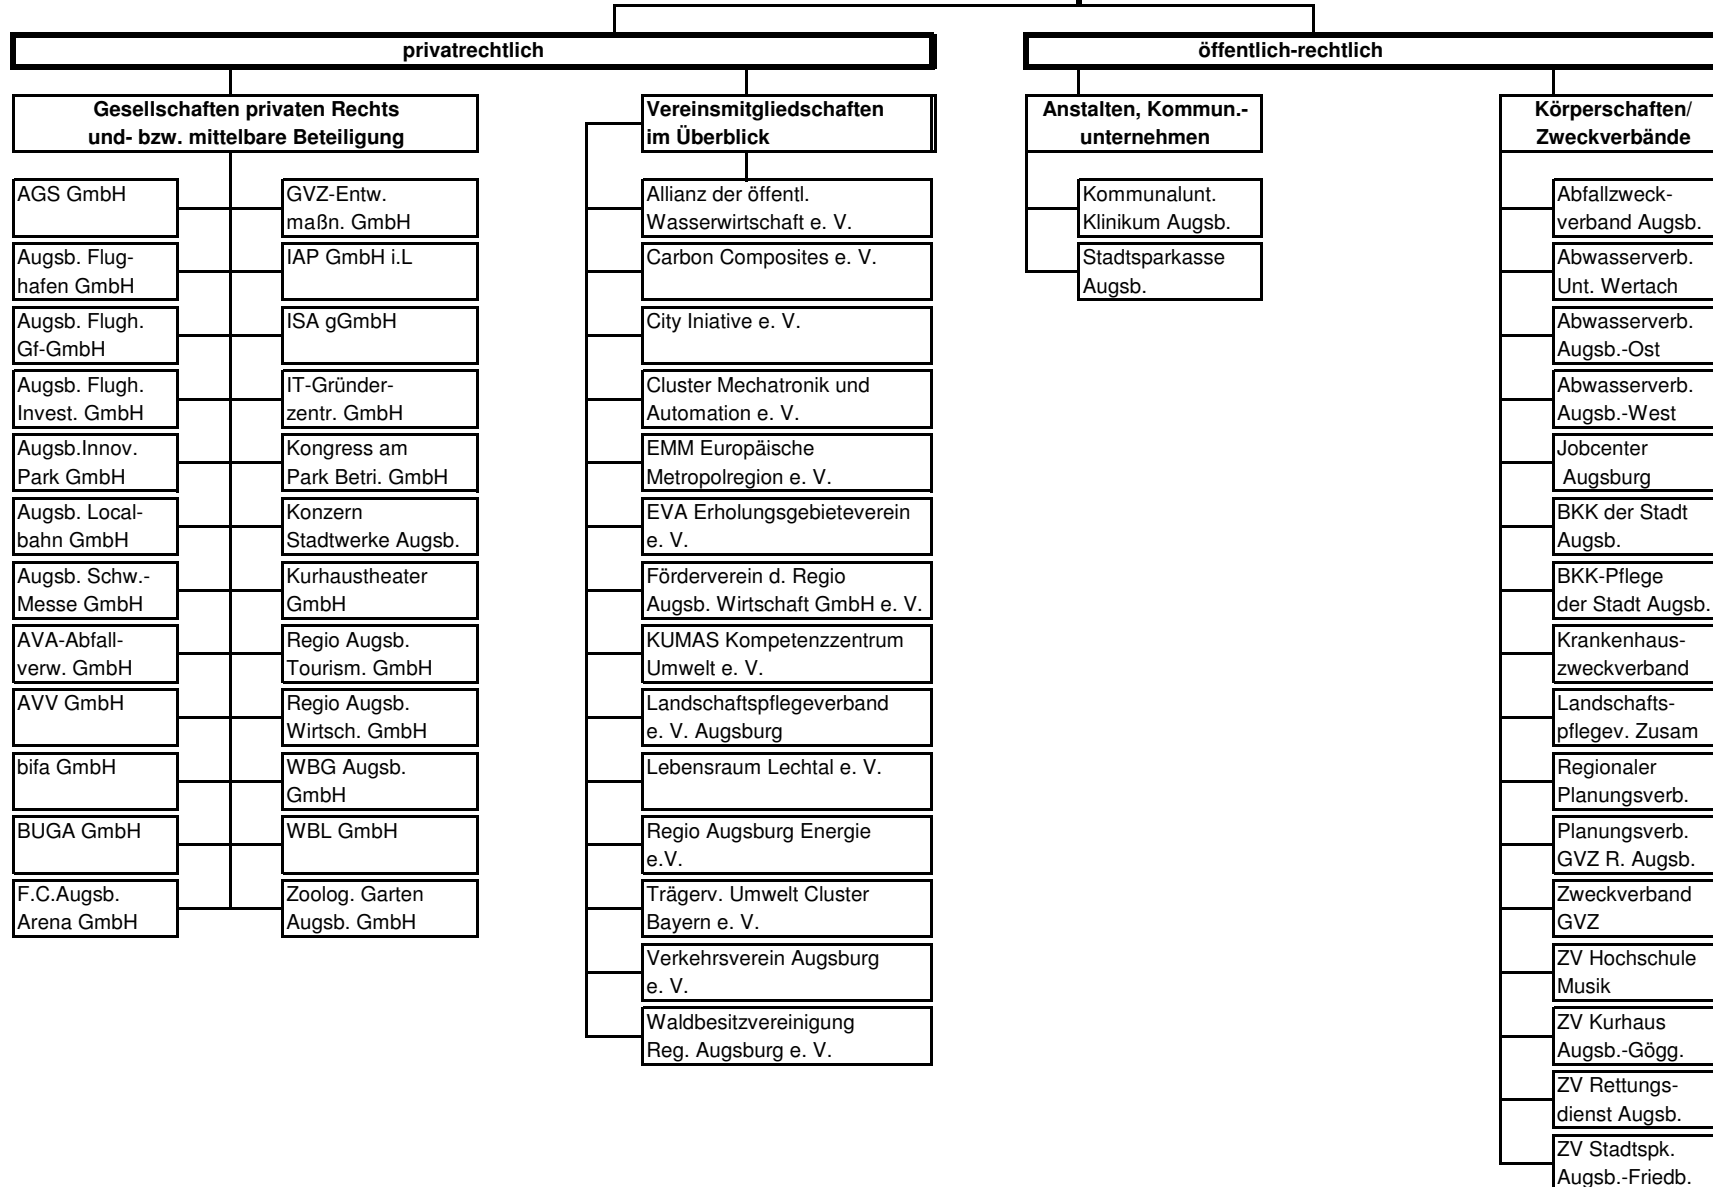 privatrechtlich
öffentlich-rechtlich
Gesellschaften privaten Rechts
und- bzw. mittelbare Beteiligung
Vereinsmitgliedschaften
im Überblick
Anstalten, Kommun.-
unternehmen
Körperschaften/
Zweckverbände
AGS GmbH
Augsb. Flug-
hafen GmbH
Augsb. Flugh.
Gf-GmbH
Augsb. Flugh.
Invest. GmbH
Augsb.Innov.
Park GmbH
Augsb. Local-
bahn GmbH
Augsb. Schw.-
Messe GmbH
AVA-Abfall-
verw. GmbH
AVV GmbH
bifa GmbH
BUGA GmbH
F.C.Augsb.
Arena GmbH
GVZ-Entw.
maßn. GmbH
IAP GmbH i.L
ISA gGmbH
IT-Gründer-
zentr. GmbH
Kongress am
Park Betri. GmbH
Konzern
Stadtwerke Augsb.
Kurhaustheater
GmbH
Regio Augsb.
Tourism. GmbH
Regio Augsb.
Wirtsch. GmbH
WBG Augsb.
GmbH
WBL GmbH
Zoolog. Garten
Augsb. GmbH
Allianz der öffentl.
Wasserwirtschaft e. V.
Carbon Composites e. V.
City Iniative e. V.
Cluster Mechatronik und
Automation e. V.
EMM Europäische
Metropolregion e. V.
EVA Erholungsgebieteverein
e. V.
Förderverein d. Regio
Augsb. Wirtschaft GmbH e. V.
KUMAS Kompetenzzentrum
Umwelt e. V.
Landschaftspflegeverband
e. V. Augsburg
Lebensraum Lechtal e. V.
Regio Augsburg Energie
e.V.
Trägerv. Umwelt Cluster
Bayern e. V.
Verkehrsverein Augsburg
e. V.
Waldbesitzvereinigung
Reg. Augsburg e. V.
Kommunalunt.
Klinikum Augsb.
Stadtsparkasse
Augsb.
Abfallzweck-
verband Augsb.
Abwasserverb.
Unt. Wertach
Abwasserverb.
Augsb.-Ost
Abwasserverb.
Augsb.-West
Jobcenter
Augsburg
BKK der Stadt
Augsb.
BKK-Pflege
der Stadt Augsb.
Krankenhaus-
zweckverband
Landschafts-
pflegev. Zusam
Regionaler
Planungsverb.
Planungsverb.
GVZ R. Augsb.
Zweckverband
GVZ
ZV Hochschule
Musik
ZV Kurhaus
Augsb.-Gögg.
ZV Rettungs-
dienst Augsb.
ZV Stadtspk.
Augsb.-Friedb.